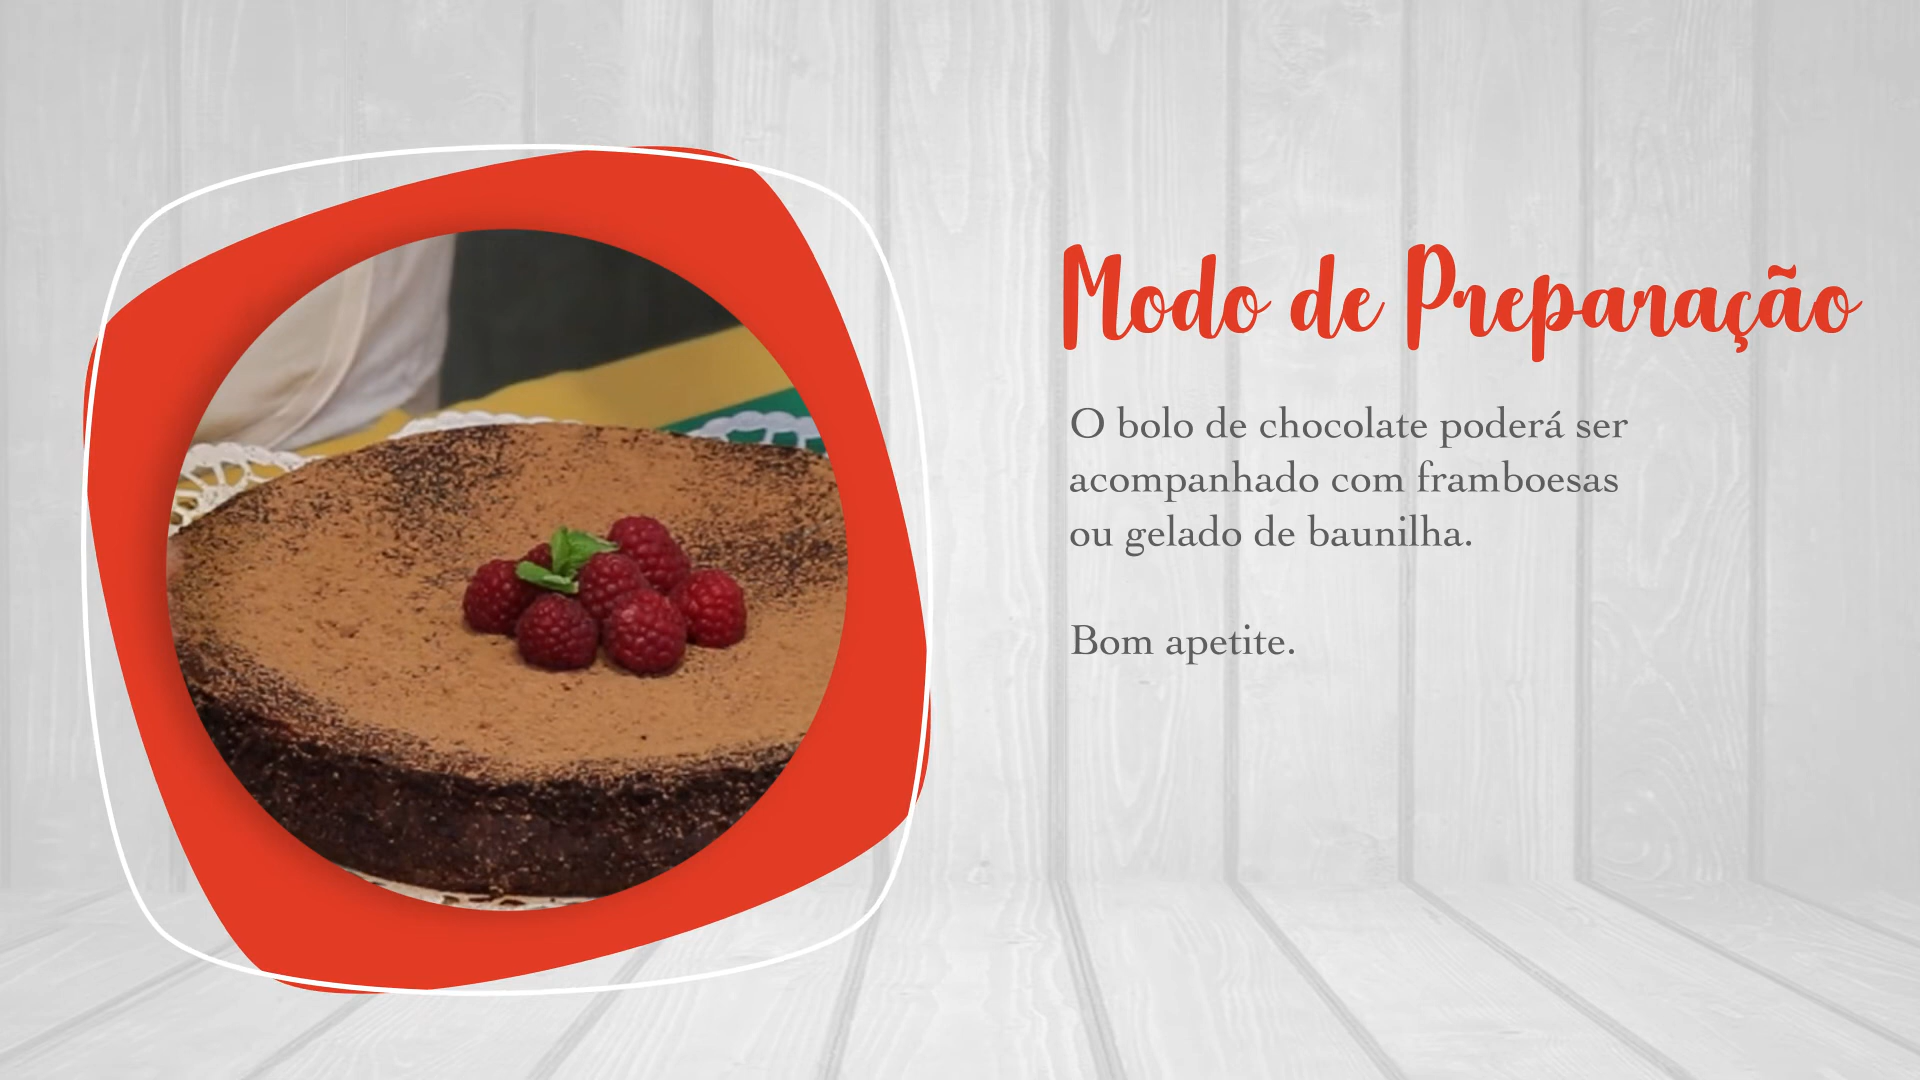 Modo de Preparação
O bolo de chocolate poderá ser
acompanhado com framboesas
ou gelado de baunilha.
Bom apetite.